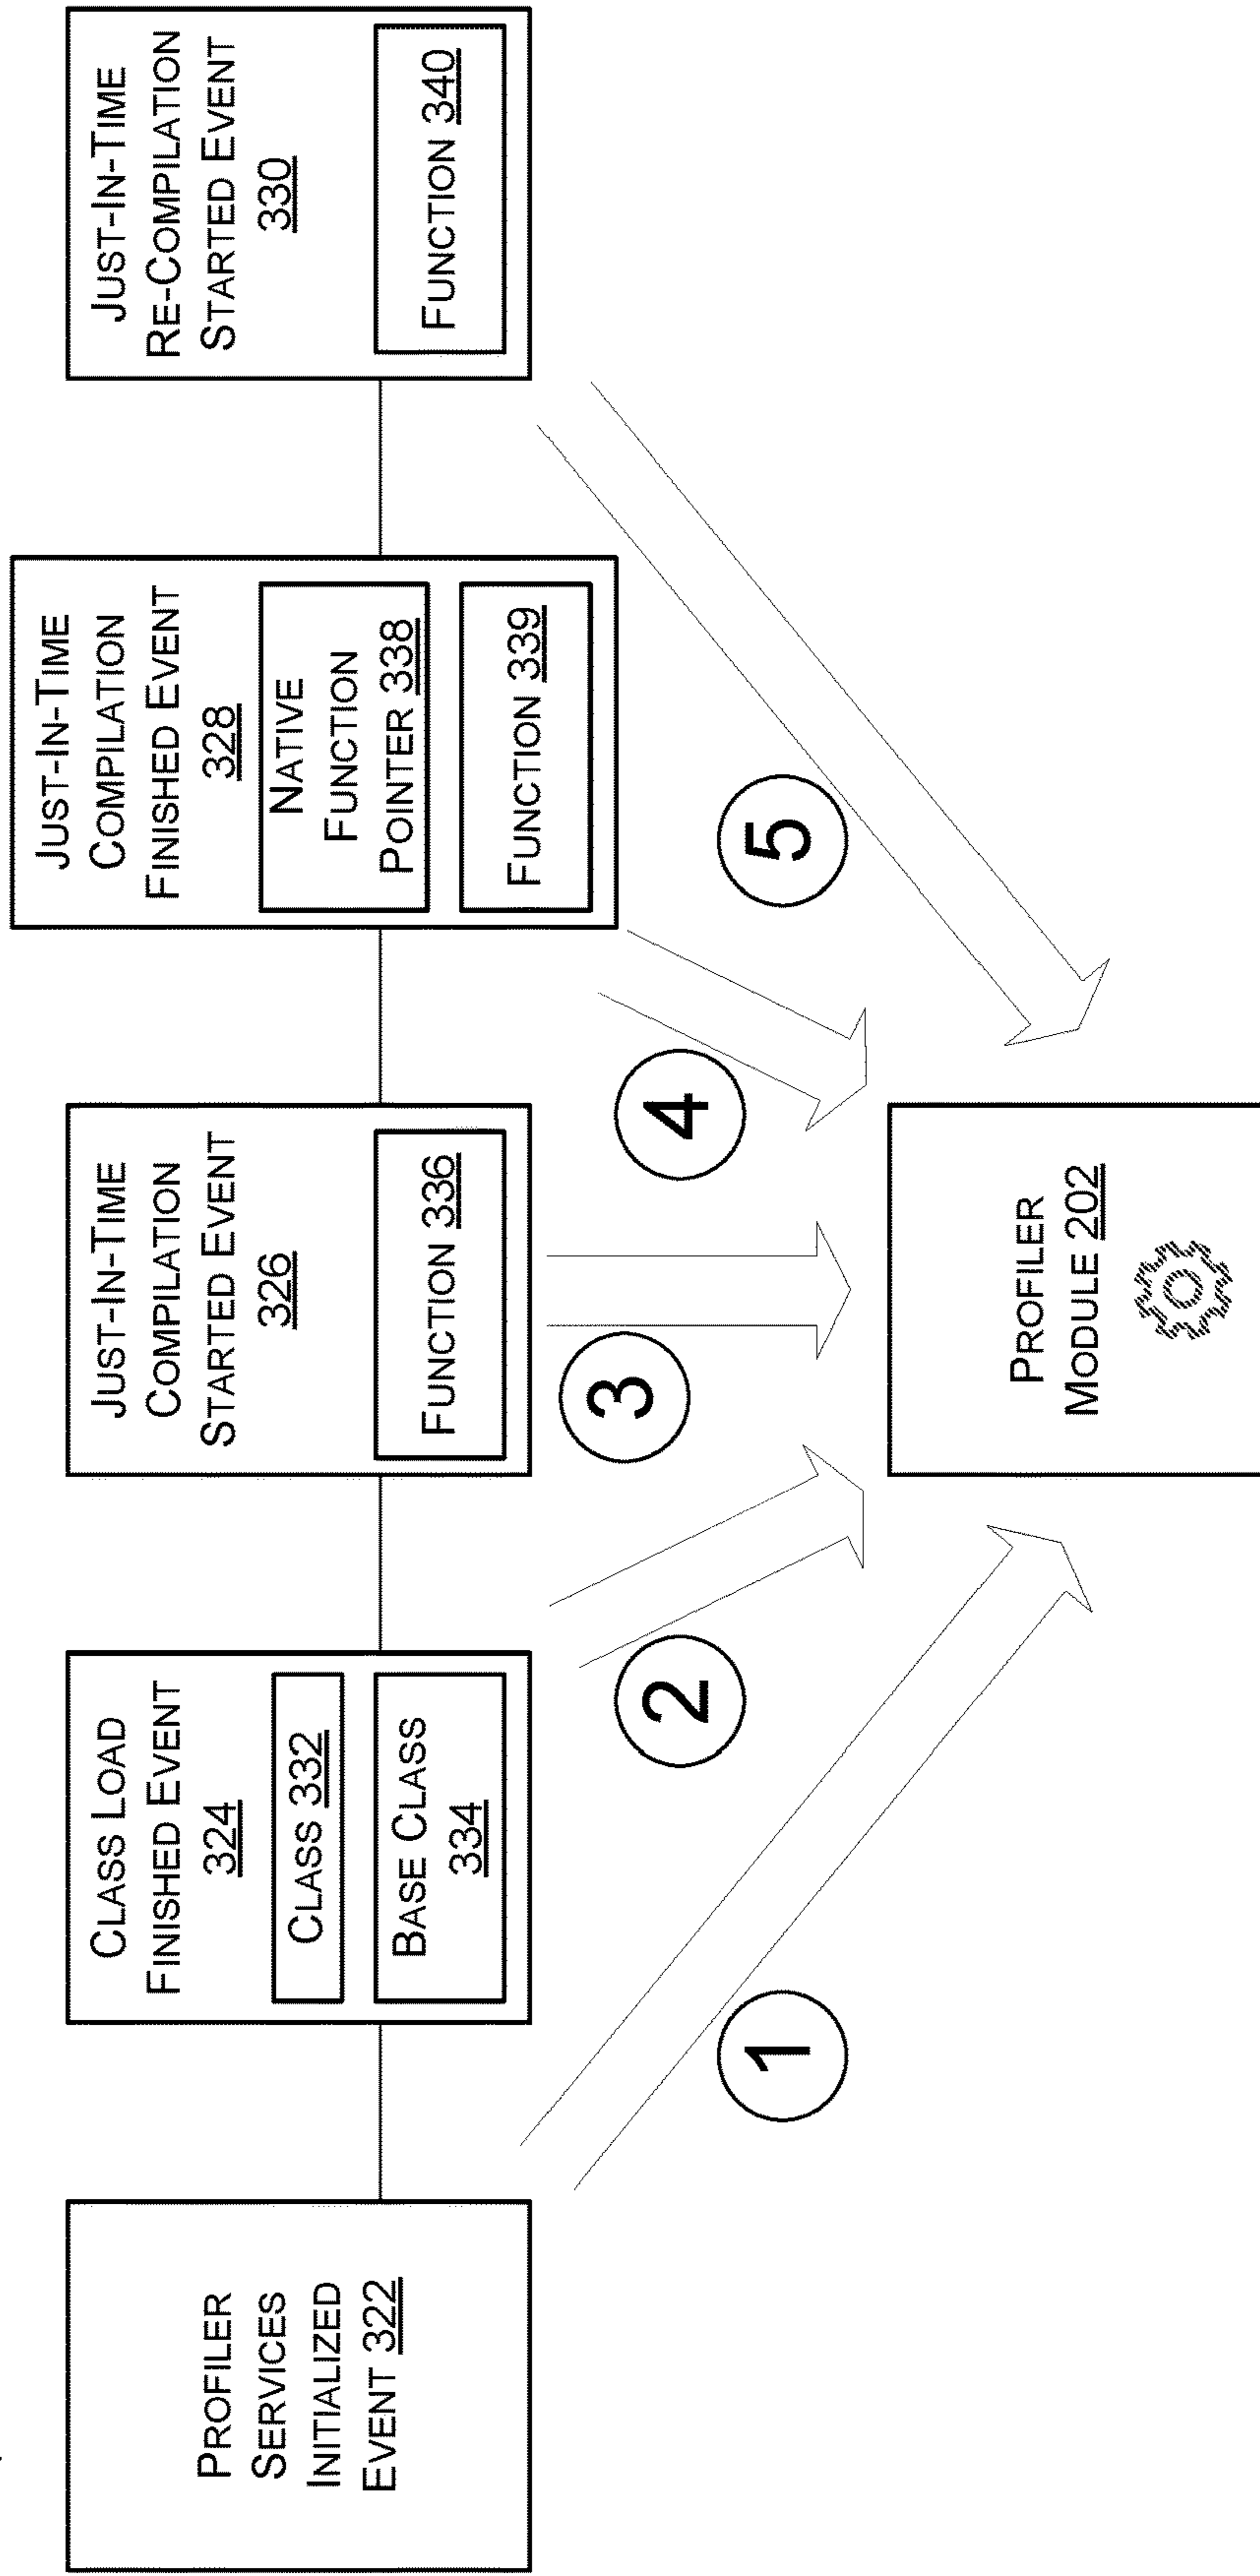 PROFILER
SERVICES
INITIALIZED
EVENT 322
CLASS LOAD
FINISHED EVENT
324
CLASS 332
BASE CLASS
334
JUST-IN-TIME
COMPILATION
STARTED EVENT
326
FUNCTION 336
JUST-IN-TIME
COMPILATION
FINISHED EVENT
328
NATIVE
FUNCTION
POINTER 338
FUNCTION 339
JUST-IN-TIME
RE-COMPILATION
STARTED EVENT
330
FUNCTION 340
1
2
3
4
5
PROFILER
MODULE 202